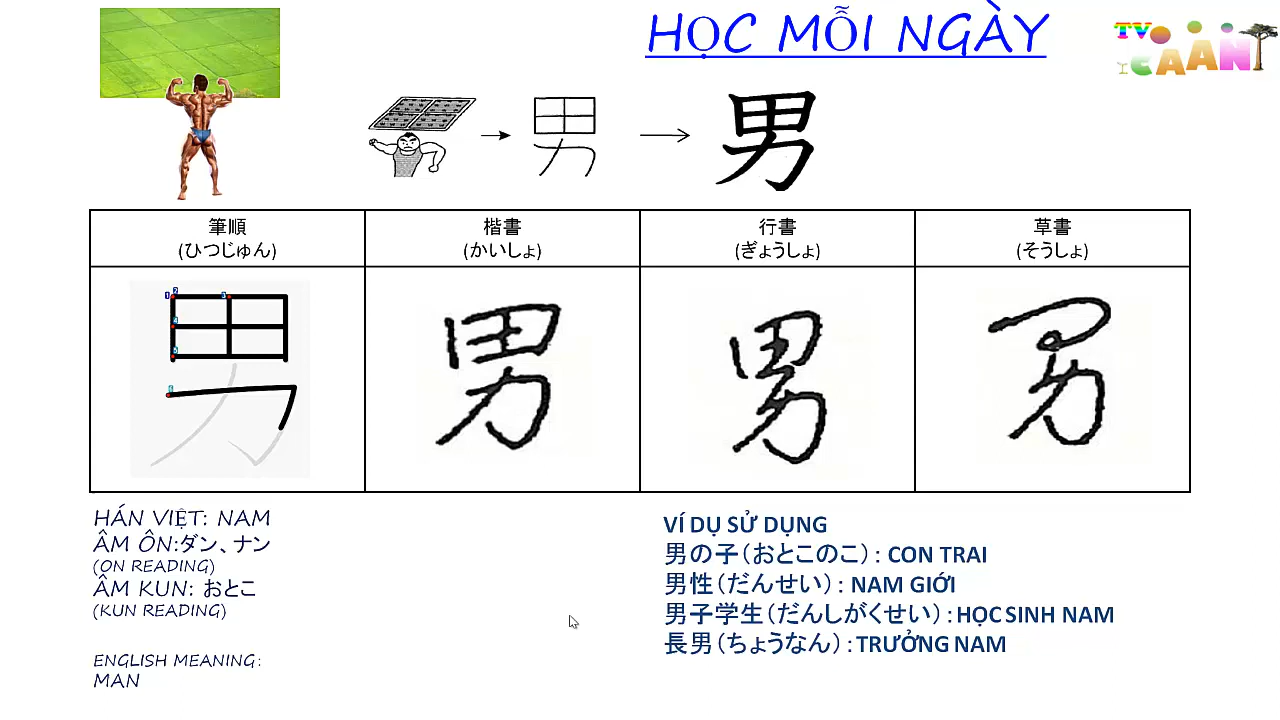 HỌC MỖI NGÀY
TV
CAAN
男
男
筆順
(ひつじゅん)
楷書
(かいしょ)
行書
(ぎょうしょ)
草書
(そうしょ)
男
男
男
男
HÁN VIỆT: NAM
ÂM ÔN:ダン、ナン
(ON READING)
ÂM KUN: おとこ
(KUN READING)
ENGLISH MEANING:
MAN
VÍ DỤ SỬ DỤNG
男の子(おとこのこ) : CON TRAI
男性(だんせい) : NAM GIỚI
男子学生(だんしがくせい) : HỌC SINH NAM
長男(ちょうなん) : TRƯỞNG NAM